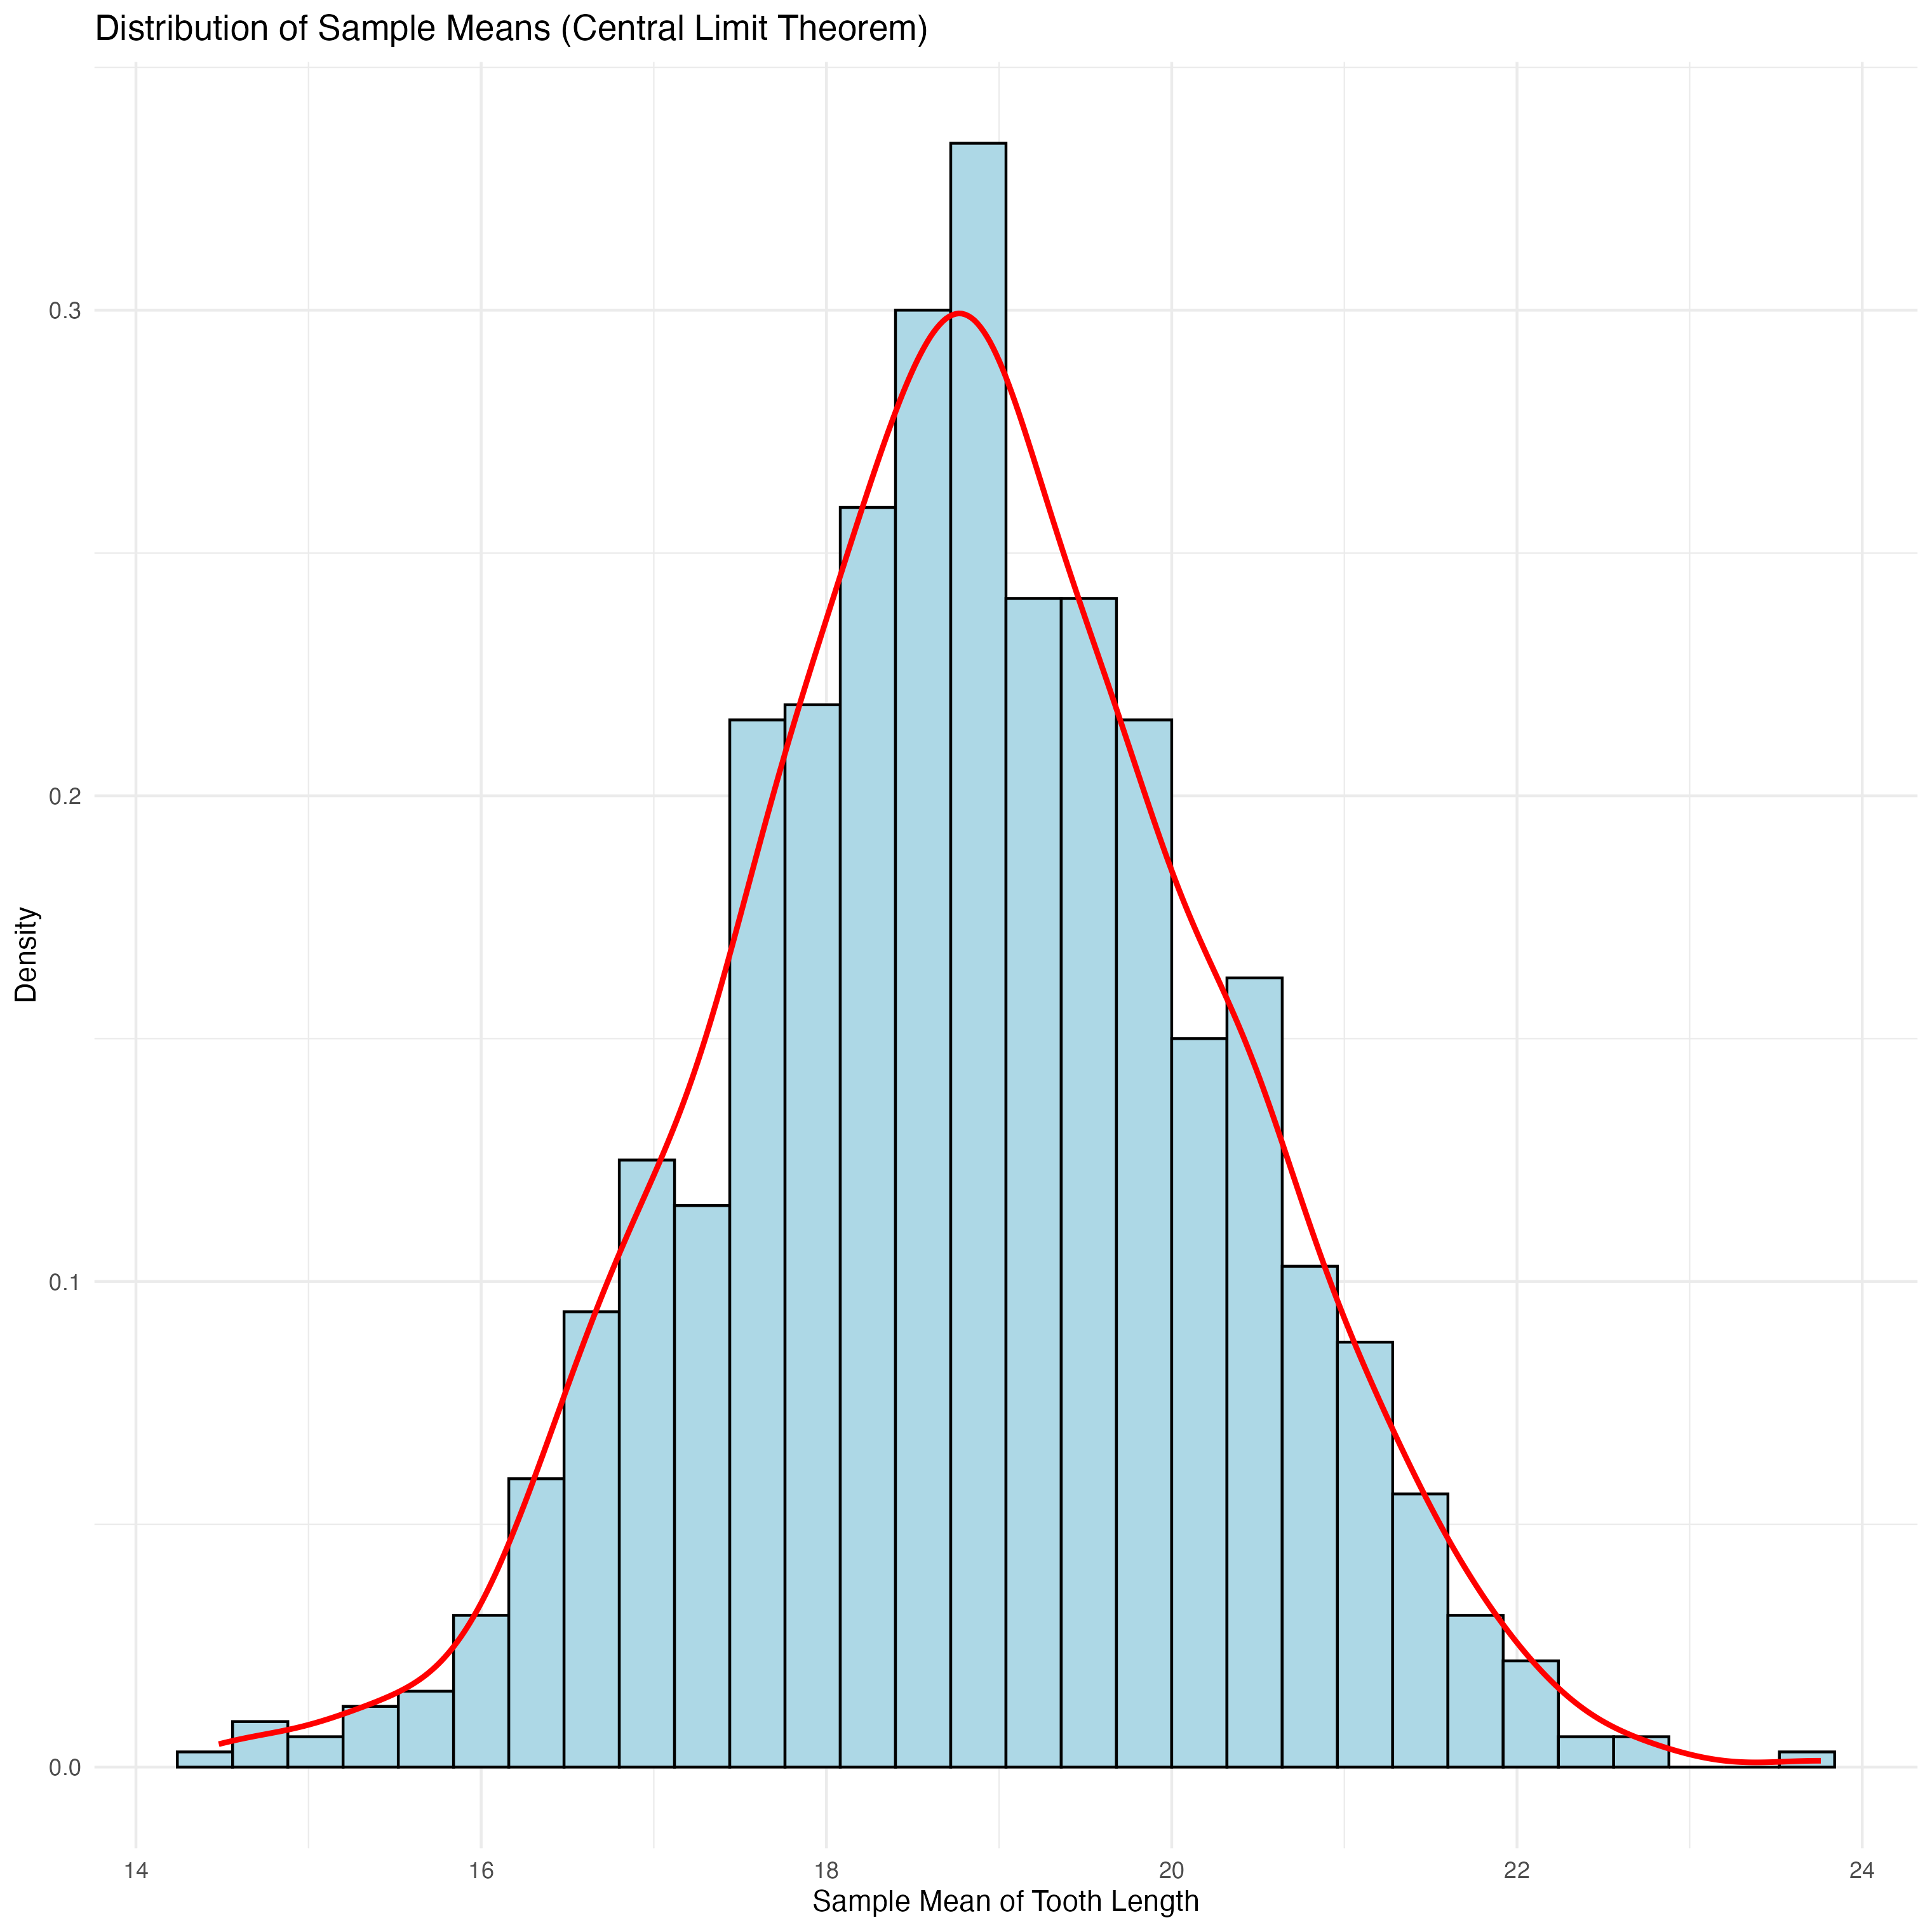 Distribution of Sample Means (Central Limit Theorem)
0.3
0.2
0.1
0.0
Density
14 16 18 20 22 24
Sample Mean of Tooth Length